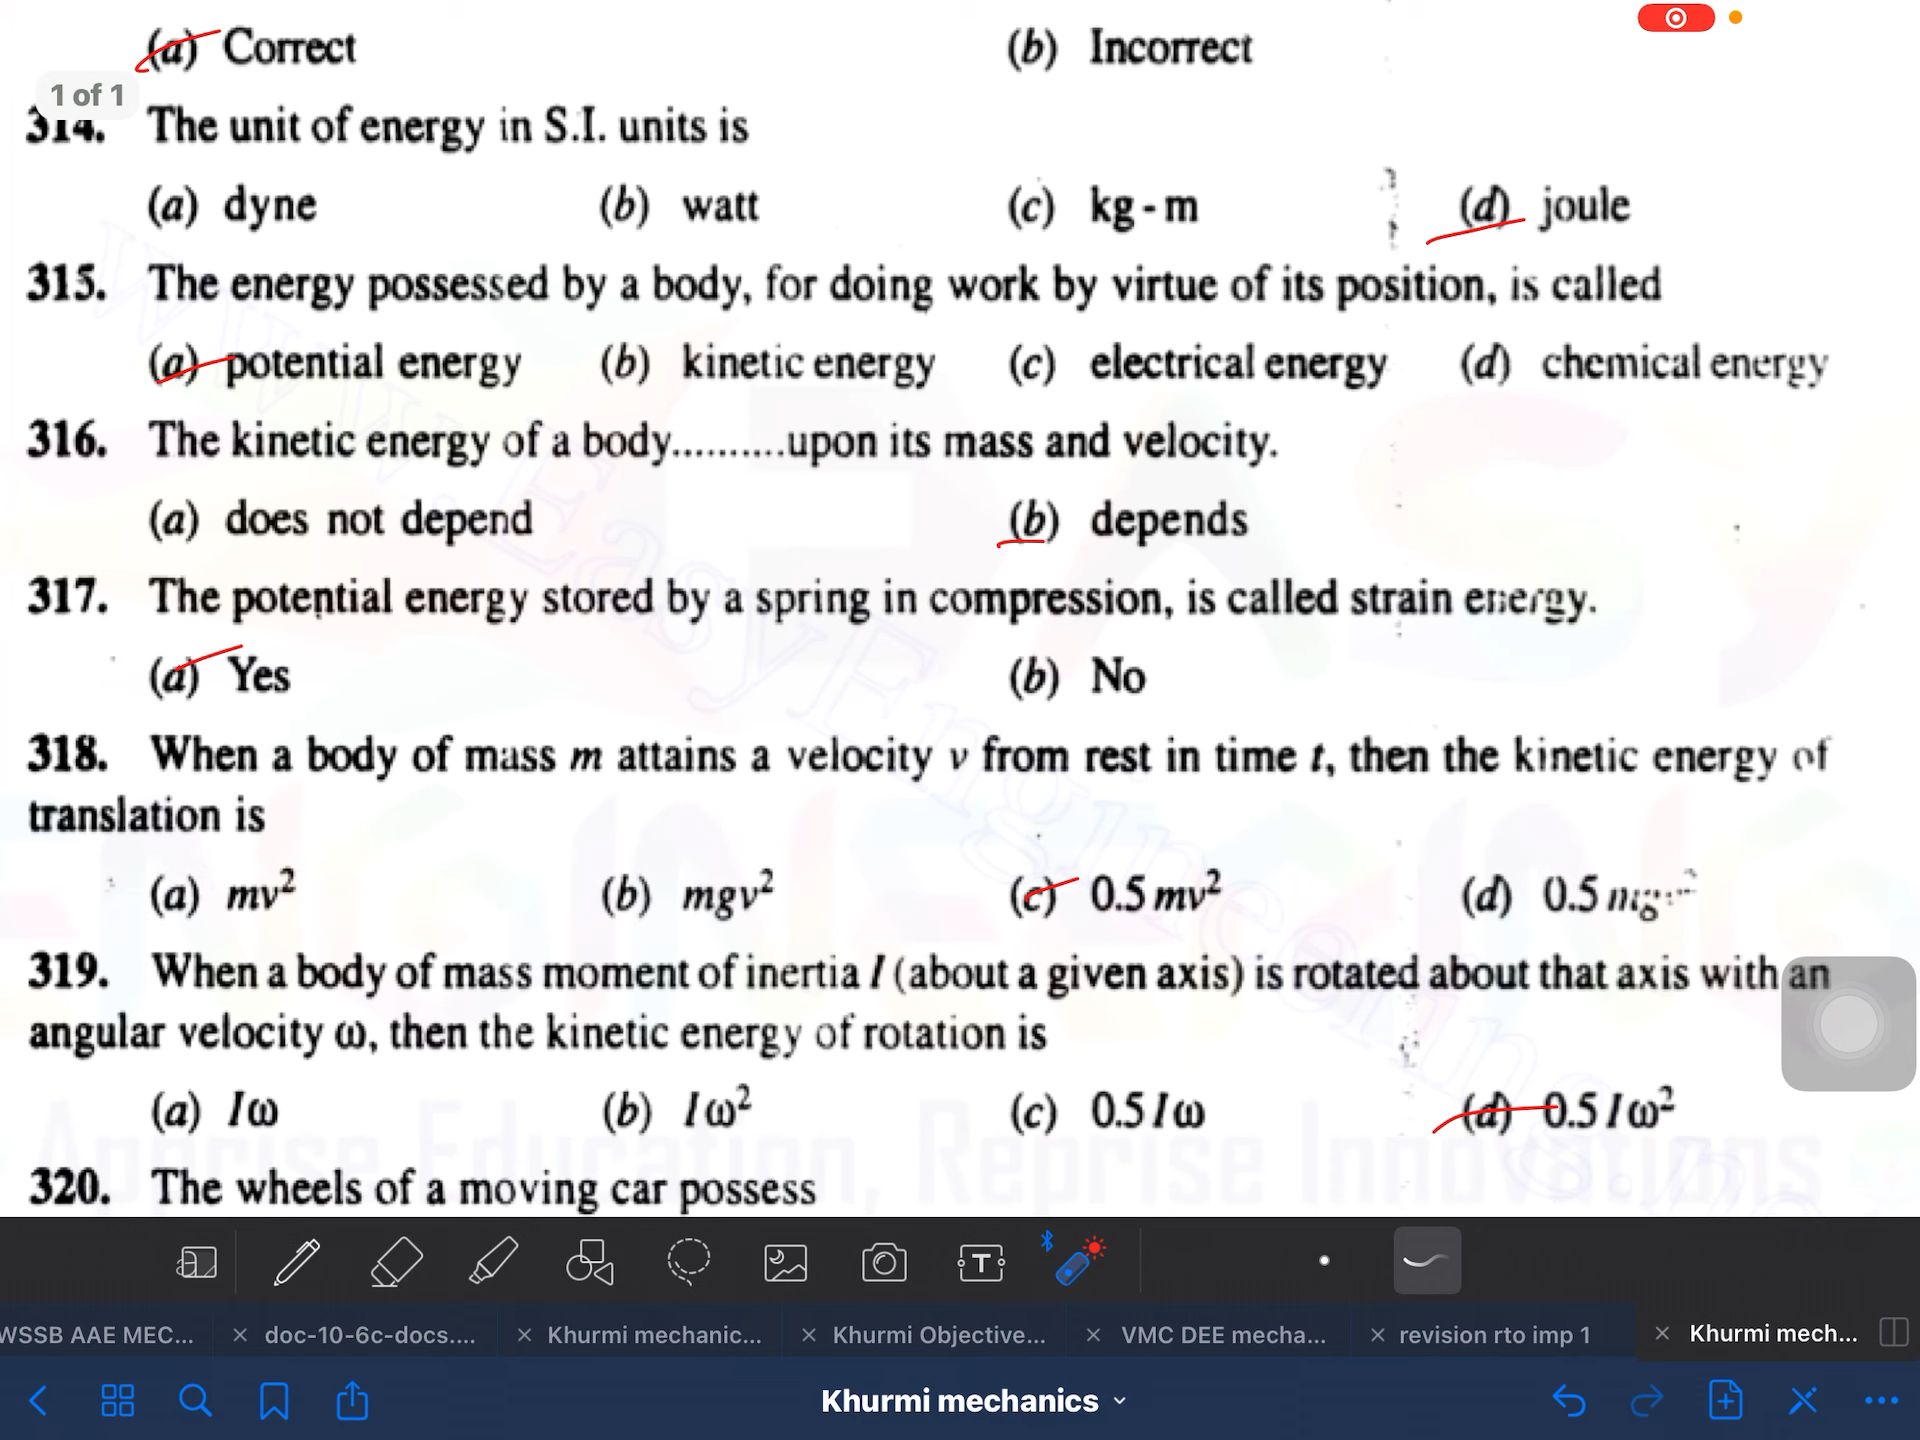 (a) Correct (b) Incorrect
1 of 1
314. The unit of energy in S.I. units is
(a) dyne (b) watt (c) kg - m (d) joule
315. The energy possessed by a body, for doing work by virtue of its position, is called
(a) potential energy (b) kinetic energy (c) electrical energy (d) chemical energy
316. The kinetic energy of a body..........upon its mass and velocity.
(a) does not depend (b) depends
317. The potential energy stored by a spring in compression, is called strain energy.
(a) Yes (b) No
318. When a body of mass m attains a velocity v from rest in time t, then the kinetic energy of
translation is
(a) mv² (b) mgv² (c) 0.5 mv² (d) 0.5
319. When a body of mass moment of inertia I (about a given axis) is rotated about that axis with an
angular velocity ω, then the kinetic energy of rotation is
(a) Iω (b) Iω² (c) 0.5 Iω (d) 0.5 Iω²
Apprise Education, Reprise Innovations
320. The wheels of a moving car possess
WSSB AAE MEC... × doc-10-6c-docs.... × Khurmi mechanic... × Khurmi Objective... × VMC DEE mecha... × revision rto imp 1 × Khurmi mech...
Khurmi mechanics